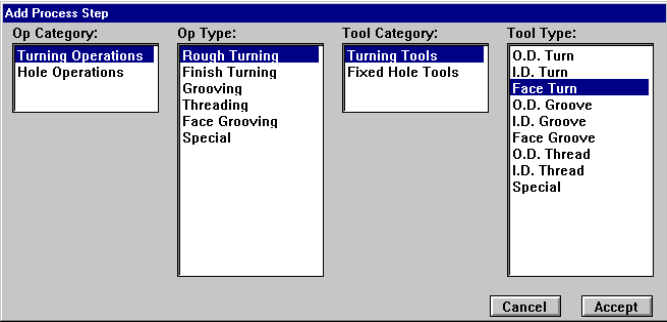 Add Process Step
Op Category:
Turning Operations
Hole Operations
Op Type:
Rough Turning
Finish Turning
Grooving
Threading
Face Grooving
Special
Tool Category:
Turning Tools
Fixed Hole Tools
Tool Type:
O.D. Turn
I.D. Turn
Face Turn
O.D. Groove
I.D. Groove
Face Groove
O.D. Thread
I.D. Thread
Special
Cancel
Accept